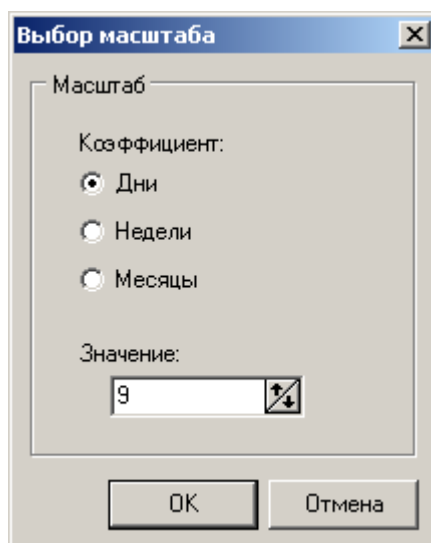 Выбор масштаба
Масштаб
Коэффициент:
Дни
Недели
Месяцы
Значение:
9
OK
Отмена